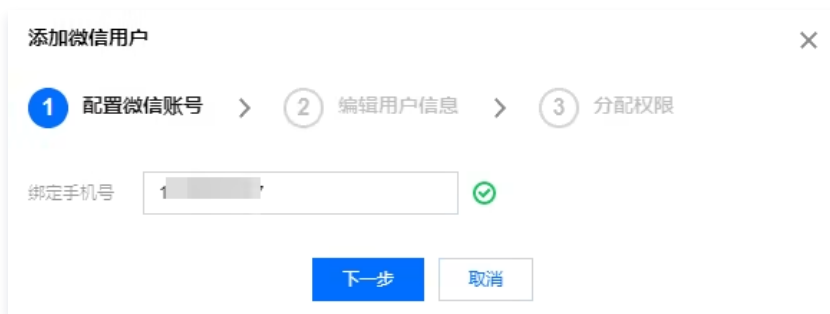 添加微信用户
1 配置微信账号 > 2 编辑用户信息 > 3 分配权限
绑定手机号 1 7
下一步 取消